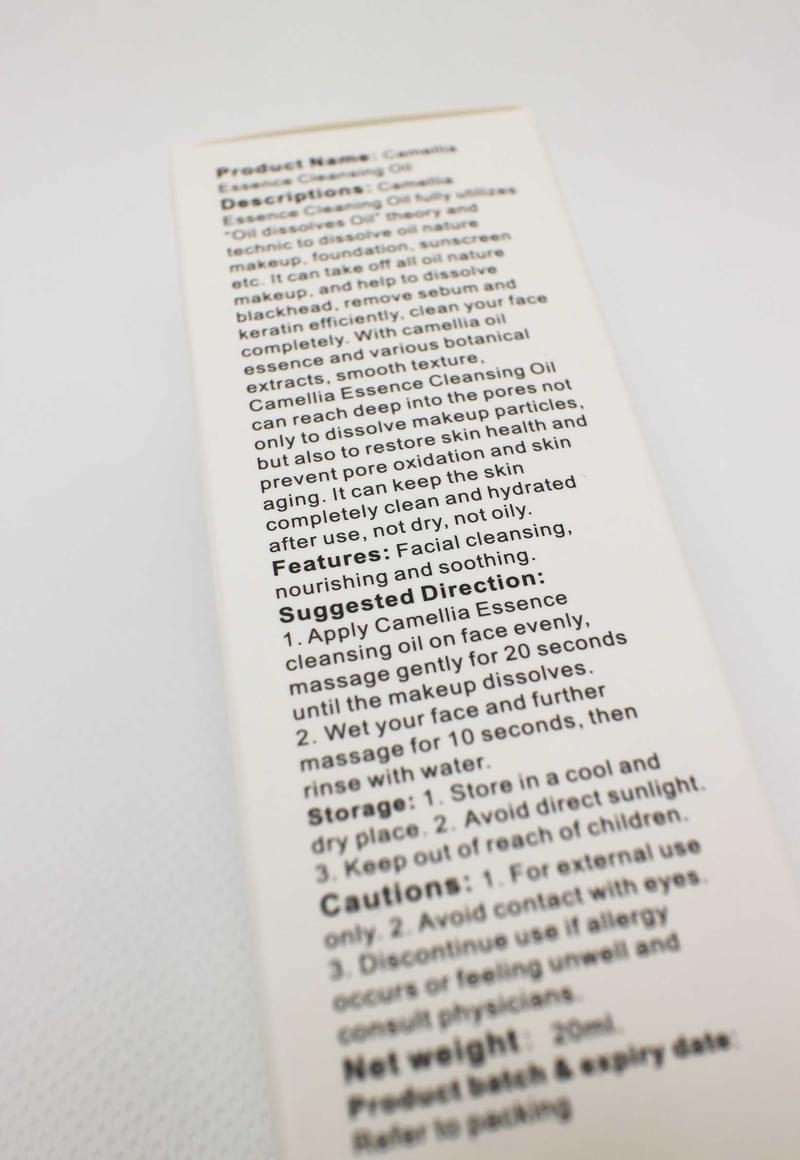 Product Name: Camellia
Essence Cleansing Oil
Descriptions: Camellia
Essence Cleaning Oil fully utilizes
"Oil dissolves Oil" theory and
technic to dissolve oil nature
makeup, foundation, sunscreen
etc. It can take off all oil nature
makeup, and help to dissolve
blackhead, remove sebum and
keratin efficiently, clean your face
completely. With camellia oil
essence and various botanical
extracts, smooth texture,
Camellia Essence Cleansing Oil
can reach deep into the pores not
only to dissolve makeup particles,
but also to restore skin health and
prevent pore oxidation and skin
aging. It can keep the skin
completely clean and hydrated
after use, not dry, not oily.
Features: Facial cleansing,
nourishing and soothing.
Suggested Direction:
1. Apply Camellia Essence
cleansing oil on face evenly,
massage gently for 20 seconds
until the makeup dissolves.
2. Wet your face and further
massage for 10 seconds, then
rinse with water.
Storage: 1. Store in a cool and
dry place. 2. Avoid direct sunlight.
3. Keep out of reach of children.
Cautions: 1. For external use
only. 2. Avoid contact with eyes.
3. Discontinue use if allergy
occurs or feeling unwell and
consult physicians.
Net weight: 20ml.
Product batch & expiry date:
Refer to packing